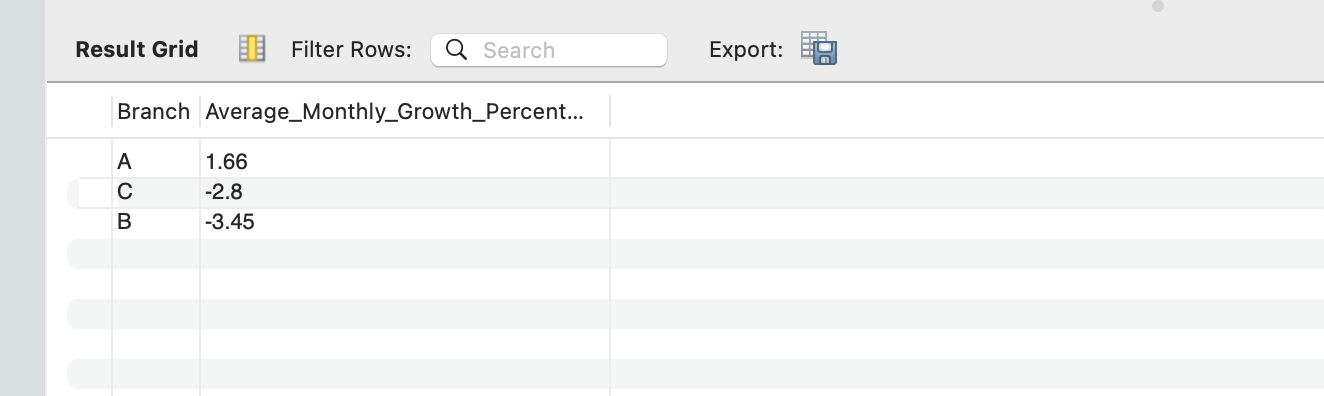 Result Grid Filter Rows: Search Export:
Branch Average_Monthly_Growth_Percent...
A 1.66
C -2.8
B -3.45